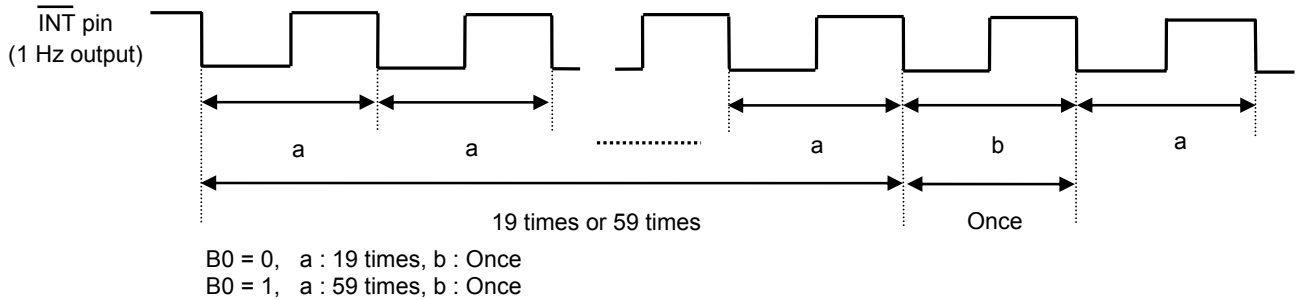 INT pin
(1 Hz output)
a
a
a
b
a
19 times or 59 times
Once
B0 = 0, a : 19 times, b : Once
B0 = 1, a : 59 times, b : Once